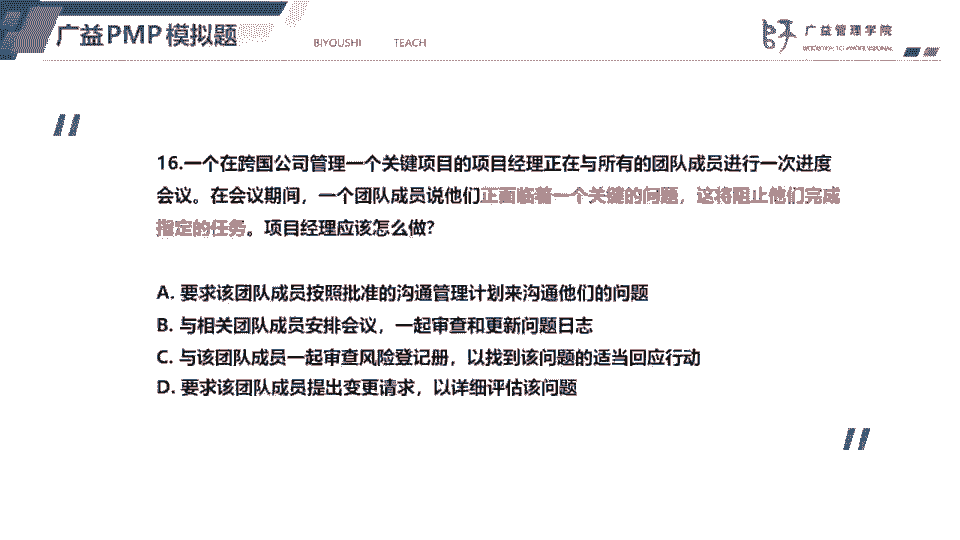 广益PMP模拟题
BIYOUSHI TEACH
广益管理学院
16.一个在跨国公司管理一个关键项目的项目经理正在与所有的团队成员进行一次进度
会议。在会议期间，一个团队成员说他们正面临着一个关键的问题，这将阻止他们完成
指定的任务。项目经理应该怎么做?
A. 要求该团队成员按照批准的沟通管理计划来沟通他们的问题
B. 与相关团队成员安排会议，一起审查和更新问题日志
C. 与该团队成员一起审查风险登记册，以找到该问题的适当回应行动
D. 要求该团队成员提出变更请求，以详细评估该问题